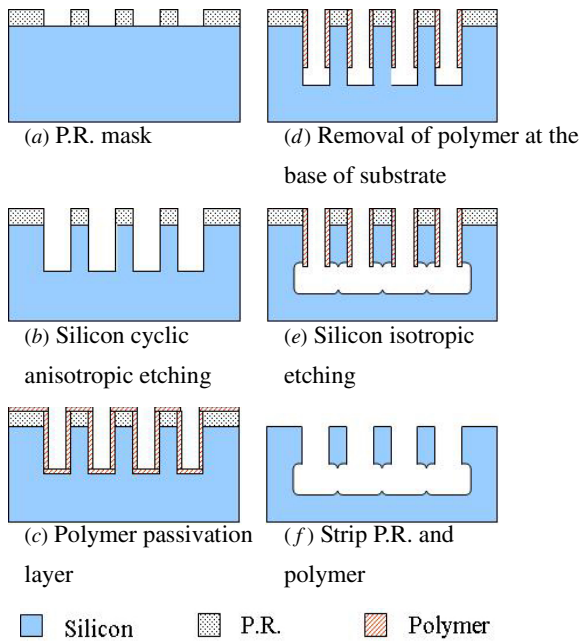 (a) P.R. mask
(b) Silicon cyclic
anisotropic etching
(c) Polymer passivation
layer
(d) Removal of polymer at the
base of substrate
(e) Silicon isotropic
etching
(f) Strip P.R. and
polymer
Silicon
P.R.
Polymer